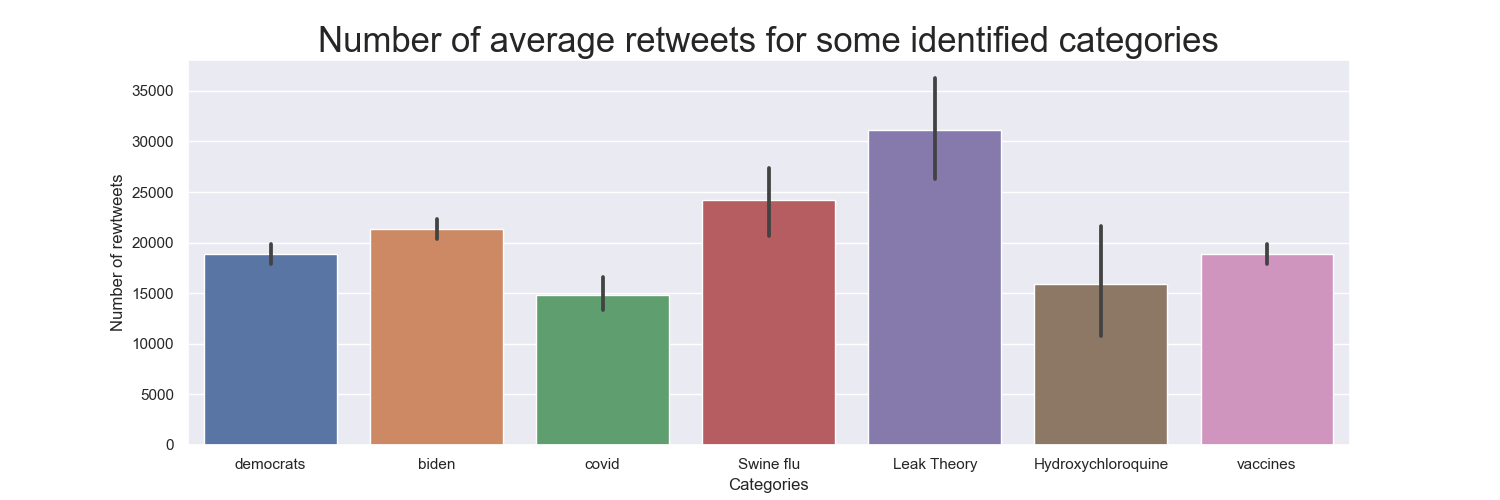 Number of average retweets for some identified categories
35000
30000
25000
20000
15000
10000
5000
0
Number of rewtweets
democrats biden covid Swine flu Leak Theory Hydroxychloroquine vaccines
Categories